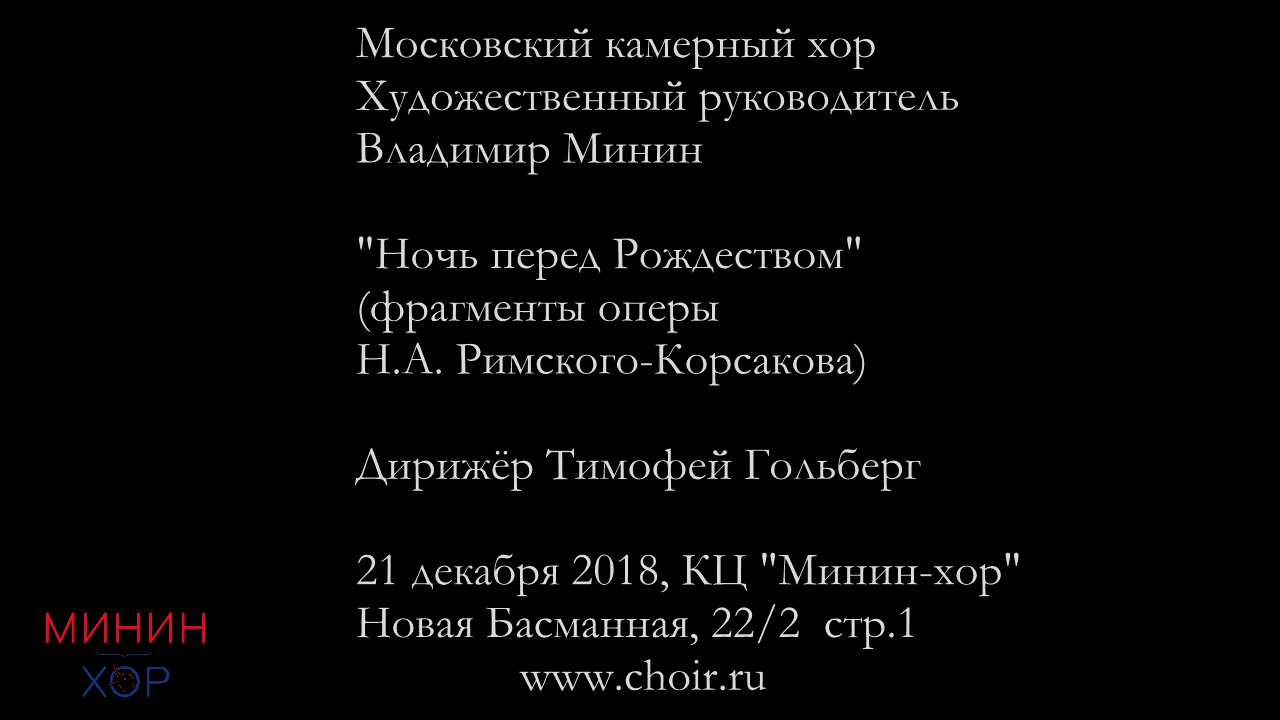 Московский камерный хор
Художественный руководитель
Владимир Минин
"Ночь перед Рождеством"
(фрагменты оперы
Н.А. Римского-Корсакова)
Дирижёр Тимофей Гольберг
21 декабря 2018, КЦ "Минин-хор"
Новая Басманная, 22/2 стр.1
www.choir.ru
МИНИН
ХОР